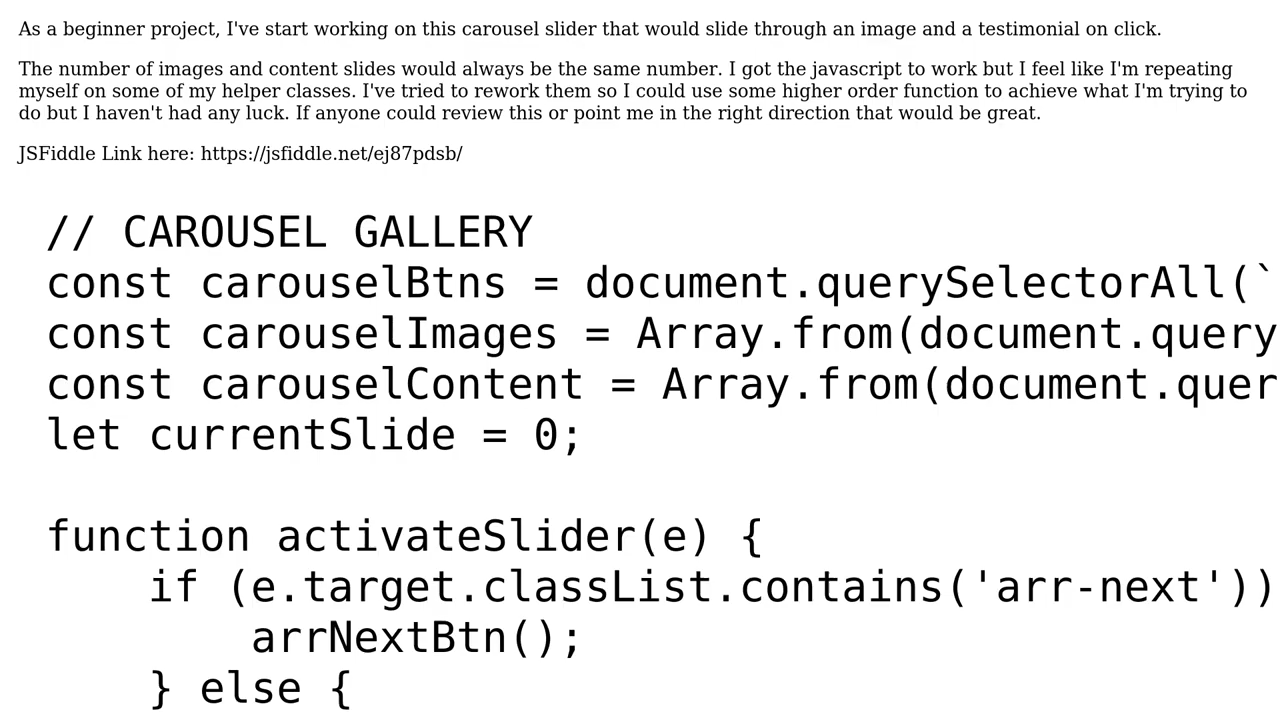 As a beginner project, I've start working on this carousel slider that would slide through an image and a testimonial on click.
The number of images and content slides would always be the same number. I got the javascript to work but I feel like I'm repeating
myself on some of my helper classes. I've tried to rework them so I could use some higher order function to achieve what I'm trying to
do but I haven't had any luck. If anyone could review this or point me in the right direction that would be great.
JSFiddle Link here: https://jsfiddle.net/ej87pdsb/
// CAROUSEL GALLERY
const carouselBtns = document.querySelectorAll(`
const carouselImages = Array.from(document.query
const carouselContent = Array.from(document.quer
let currentSlide = 0;
function activateSlider(e) {
    if (e.target.classList.contains('arr-next'))
        arrNextBtn();
    } else {